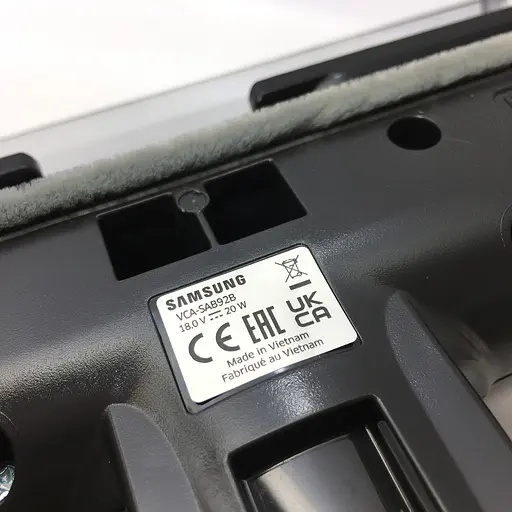 SAMSUNG
VCA-SAB92B
18.0 V ⎓ 20 W
CE EAC UK CA
Made in Vietnam
Fabriqué au Vietnam